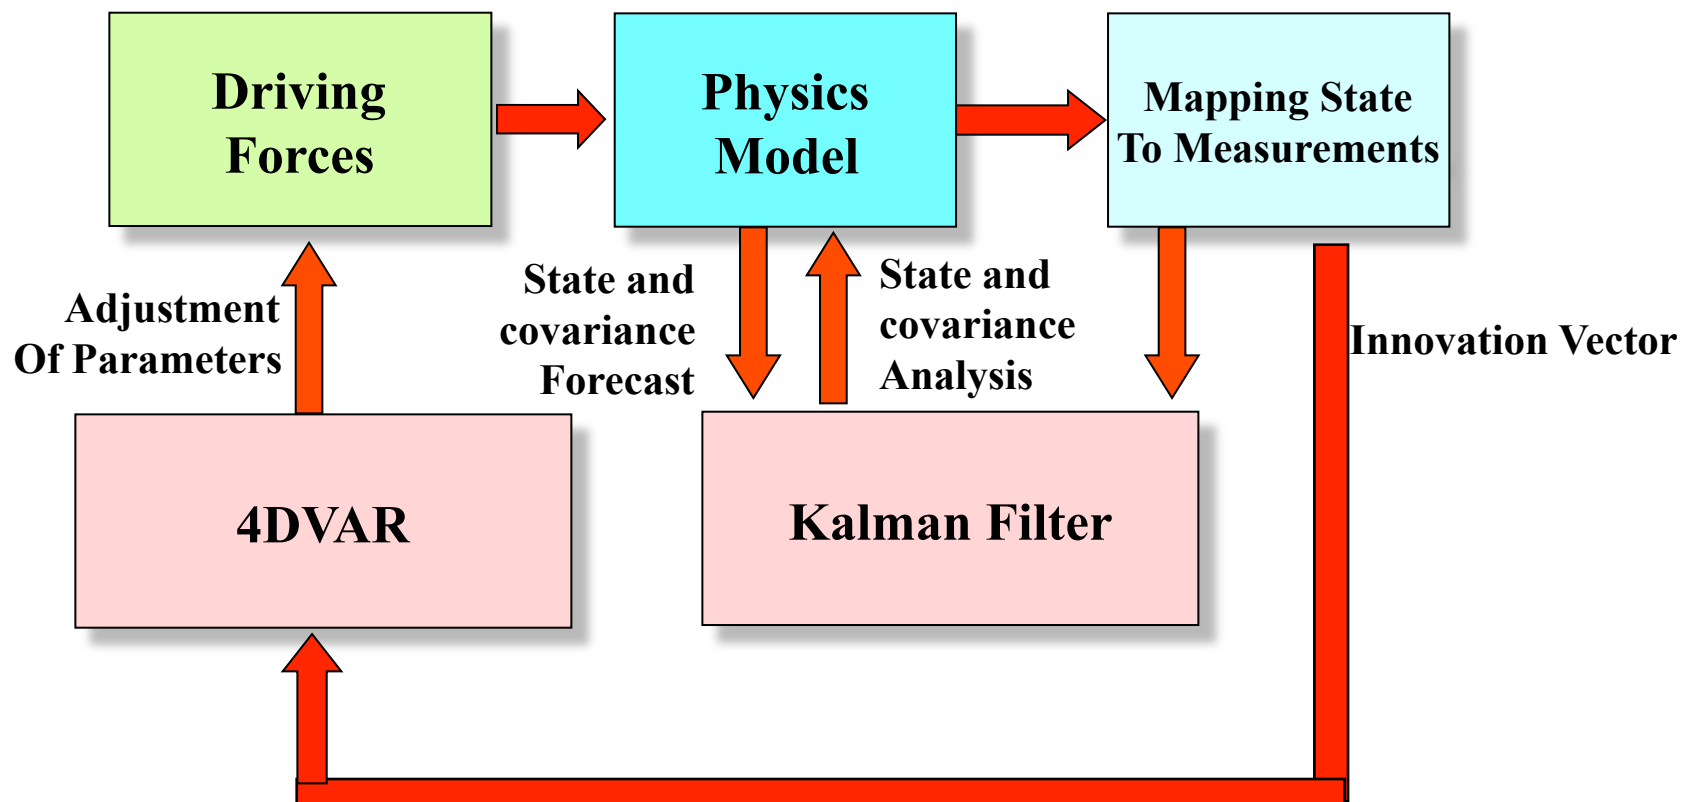 Driving
Forces
Physics
Model
Mapping State
To Measurements
Adjustment
Of Parameters
State and
covariance
Forecast
State and
covariance
Analysis
Innovation Vector
4DVAR
Kalman Filter